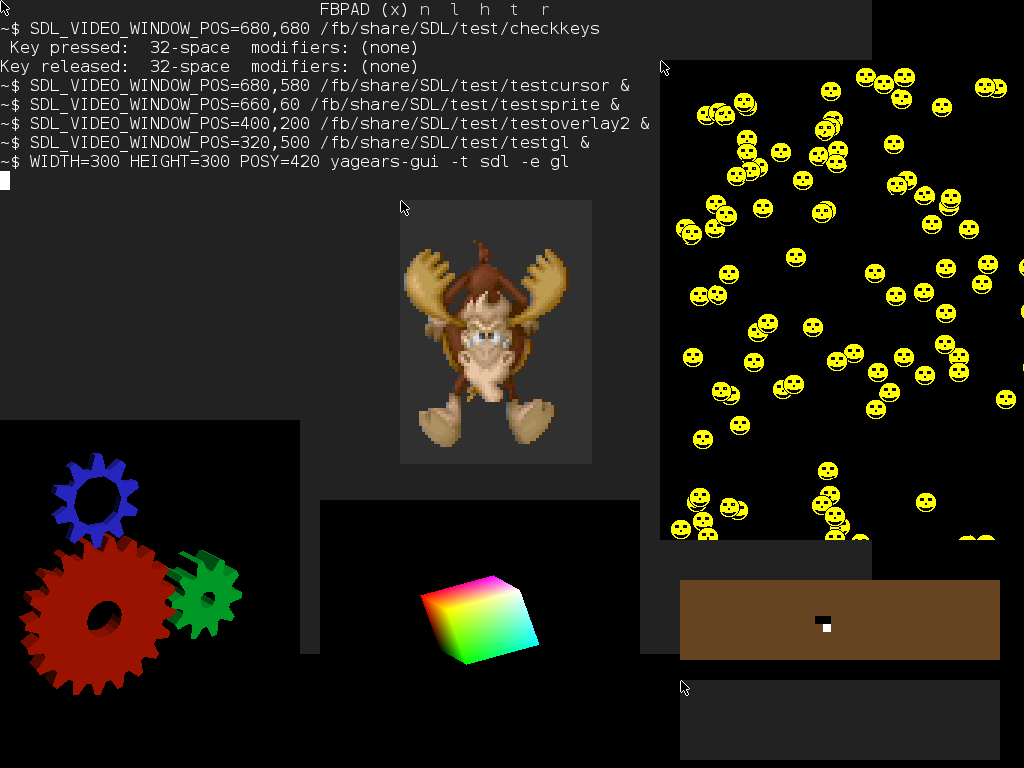 FBPAD (x) n l h t r
~$ SDL_VIDEO_WINDOW_POS=680,680 /fb/share/SDL/test/checkkeys
Key pressed:  32-space  modifiers: (none)
Key released:  32-space  modifiers: (none)
~$ SDL_VIDEO_WINDOW_POS=680,580 /fb/share/SDL/test/testcursor &
~$ SDL_VIDEO_WINDOW_POS=660,60 /fb/share/SDL/test/testsprite &
~$ SDL_VIDEO_WINDOW_POS=400,200 /fb/share/SDL/test/testoverlay2 &
~$ SDL_VIDEO_WINDOW_POS=320,500 /fb/share/SDL/test/testgl &
~$ WIDTH=300 HEIGHT=300 POSY=420 yagears-gui -t sdl -e gl